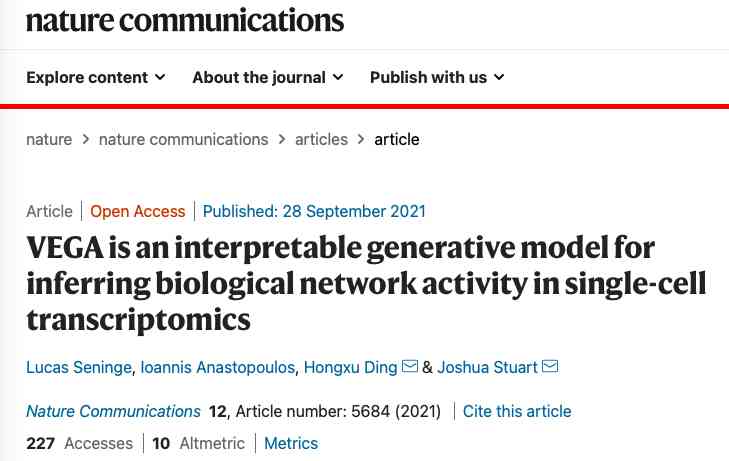 nature communications
Explore content About the journal Publish with us
nature > nature communications > articles > article
Article | Open Access | Published: 28 September 2021
VEGA is an interpretable generative model for
inferring biological network activity in single-cell
transcriptomics
Lucas Seninge, Ioannis Anastopoulos, Hongxu Ding & Joshua Stuart
Nature Communications 12, Article number: 5684 (2021) | Cite this article
227 Accesses | 10 Altmetric | Metrics